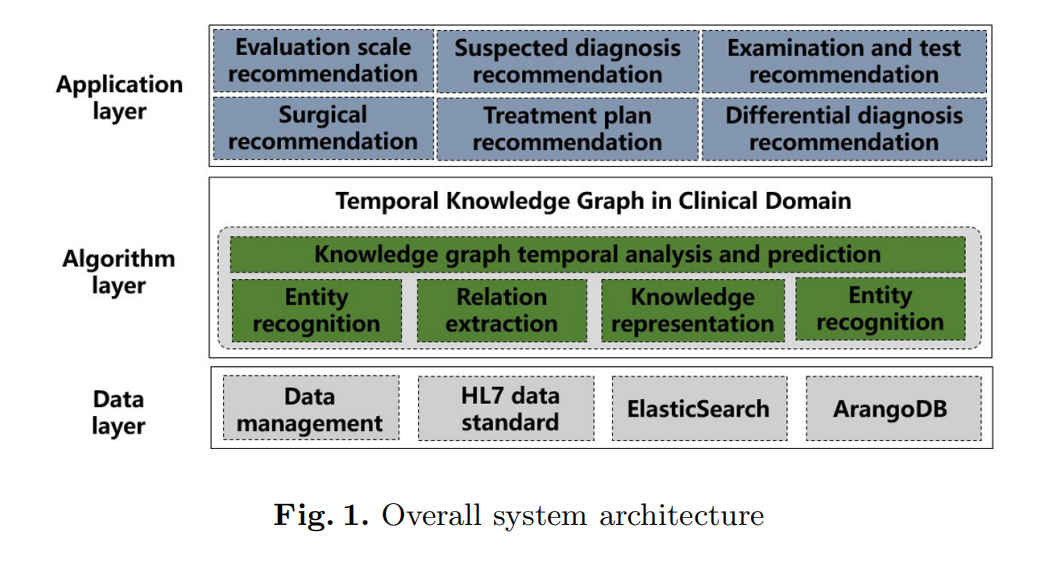 Application
layer
Evaluation scale
recommendation
Suspected diagnosis
recommendation
Examination and test
recommendation
Surgical
recommendation
Treatment plan
recommendation
Differential diagnosis
recommendation
Algorithm
layer
Temporal Knowledge Graph in Clinical Domain
Knowledge graph temporal analysis and prediction
Entity
recognition
Relation
extraction
Knowledge
representation
Entity
recognition
Data
layer
Data
management
HL7 data
standard
ElasticSearch
ArangoDB
Fig. 1. Overall system architecture